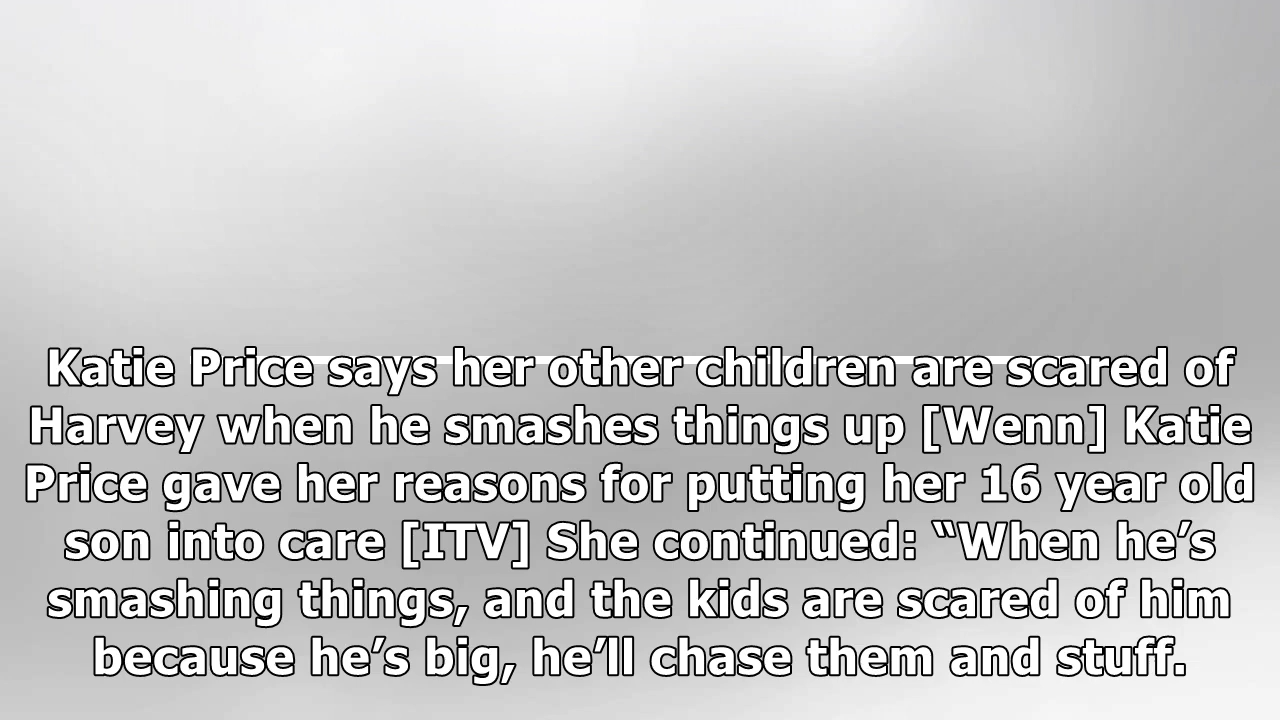 Katie Price says her other children are scared of
Harvey when he smashes things up [Wenn] Katie
Price gave her reasons for putting her 16 year old
son into care [ITV] She continued: “When he’s
smashing things, and the kids are scared of him
because he’s big, he’ll chase them and stuff.